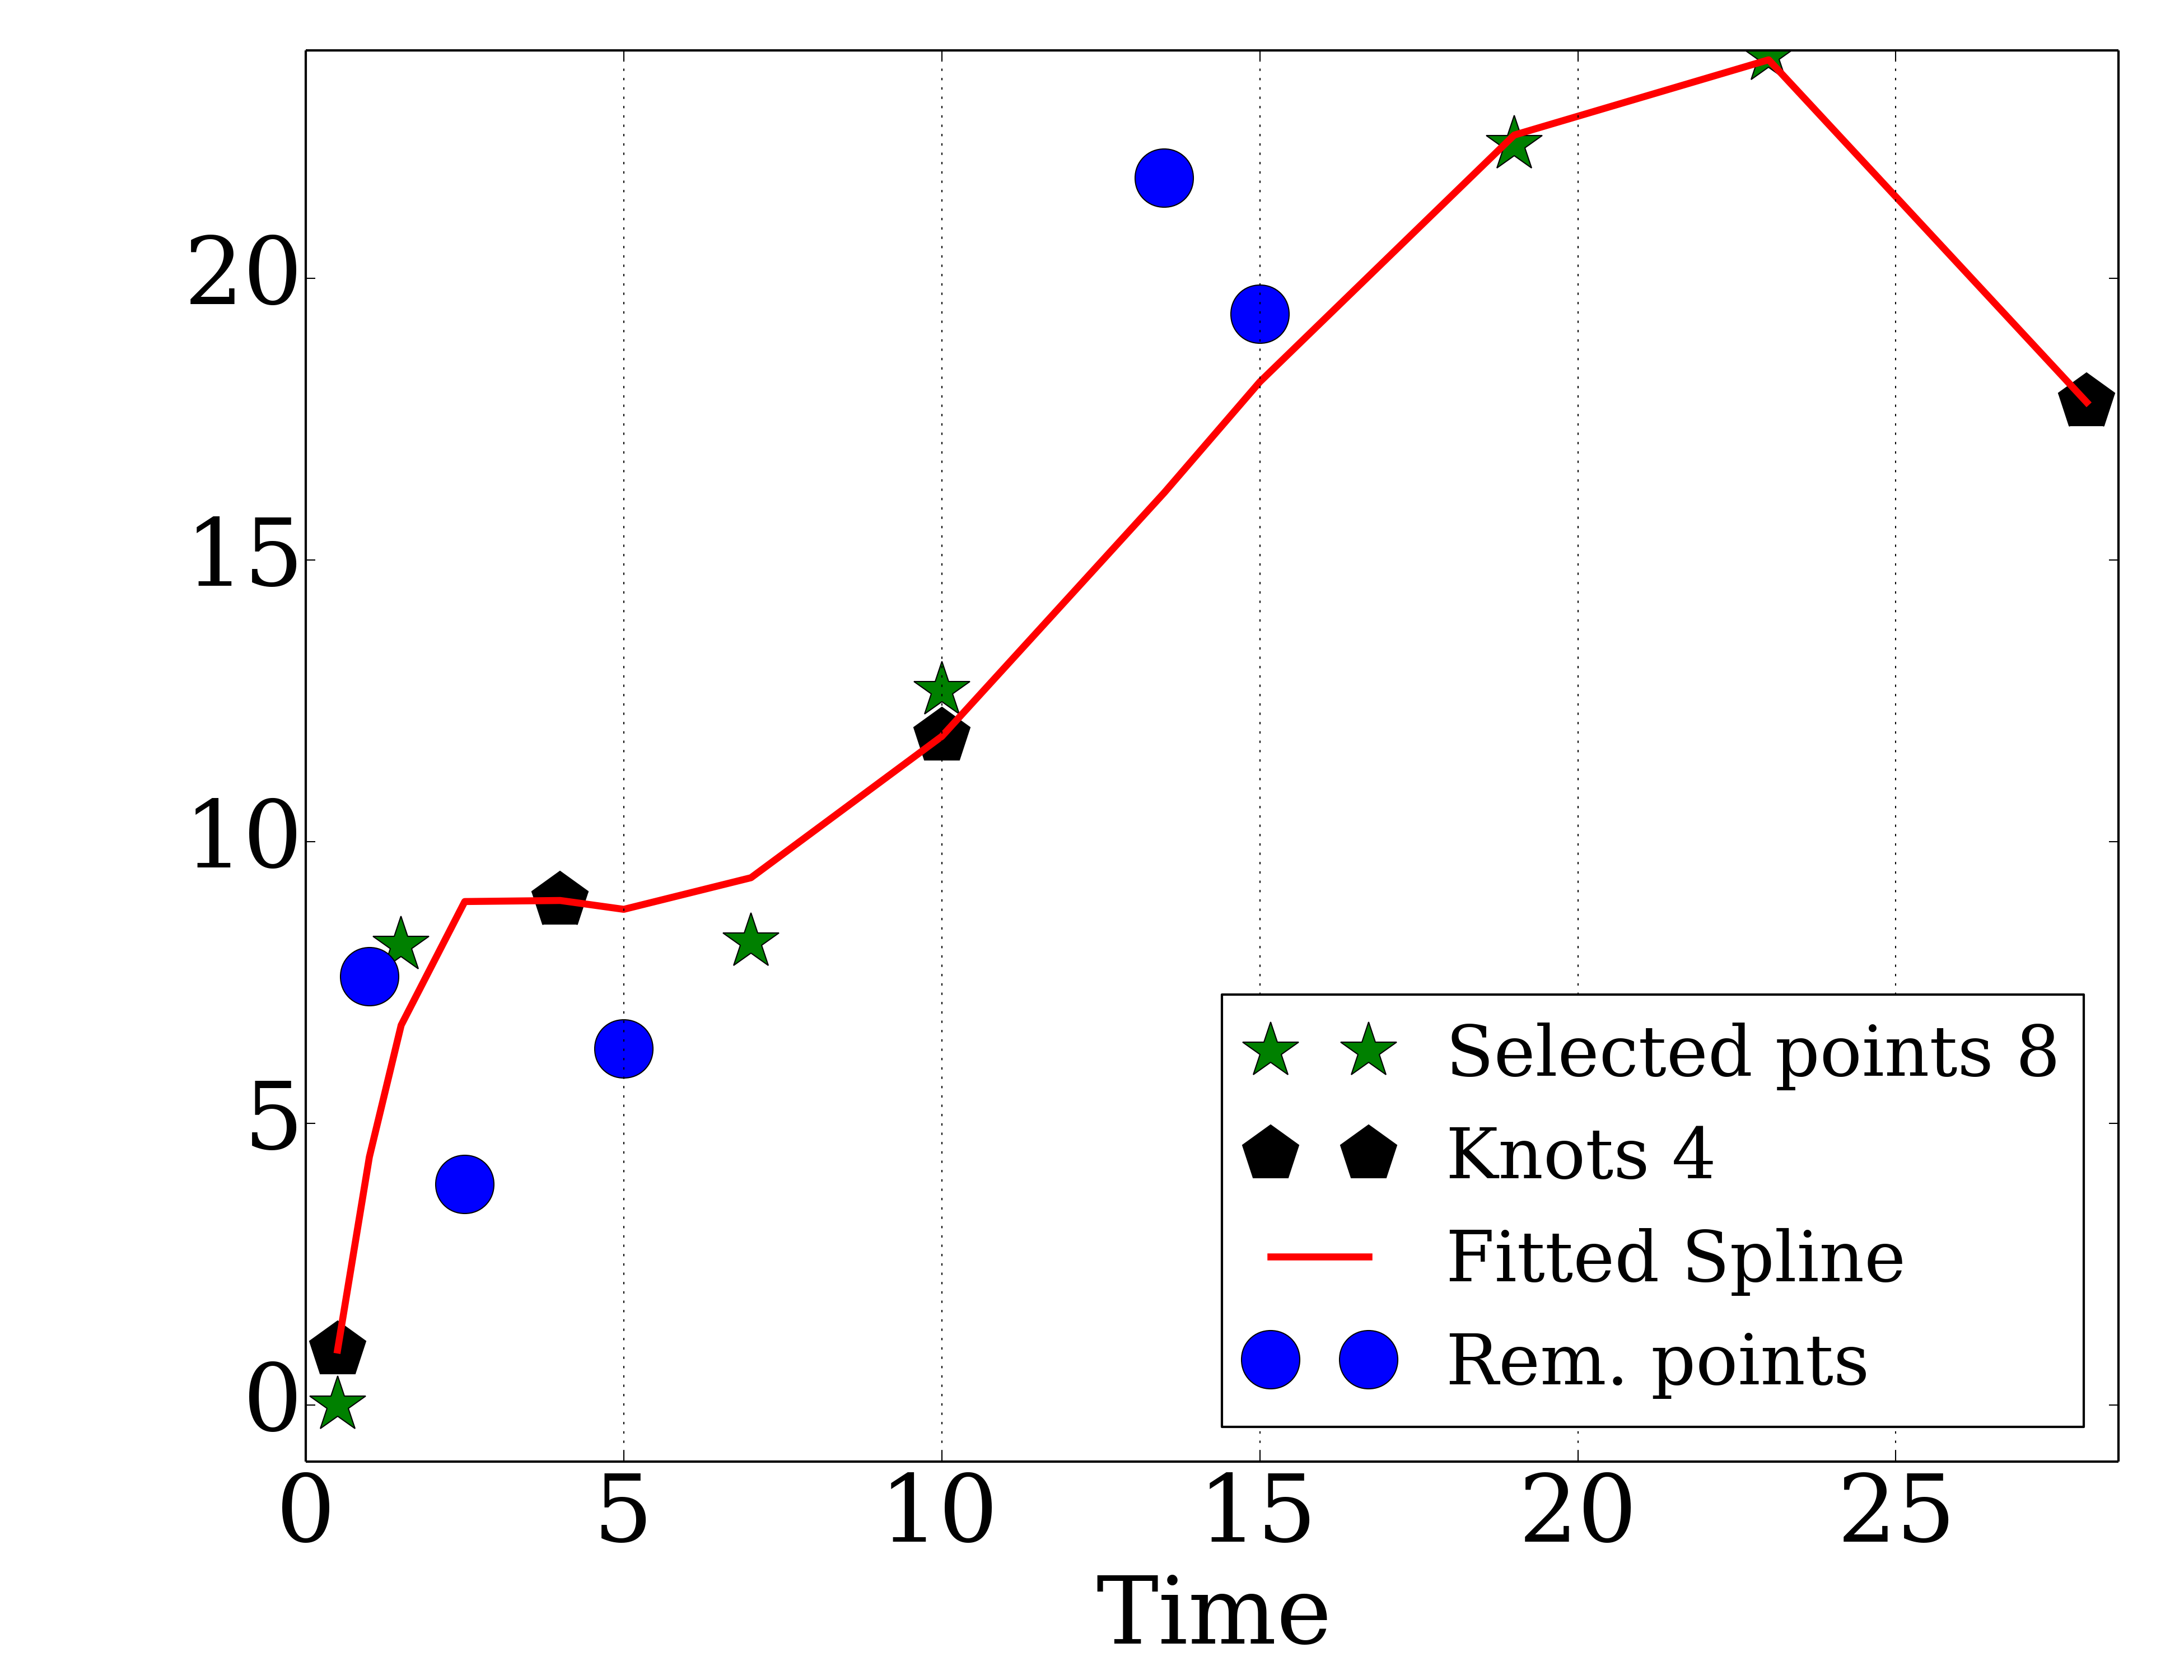 20
15
10
5
0
0 5 10 15 20 25
Time
Selected points 8
Knots 4
Fitted Spline
Rem. points